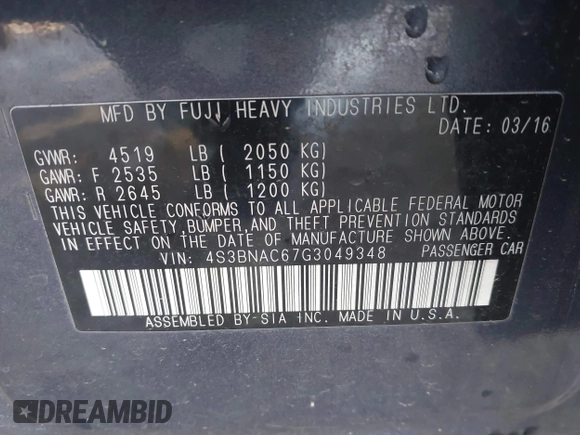 MFD BY FUJI HEAVY INDUSTRIES LTD.
DATE: 03/16
GVWR: 4519 LB ( 2050 KG)
GAWR: F 2535 LB ( 1150 KG)
GAWR: R 2645 LB ( 1200 KG)
THIS VEHICLE CONFORMS TO ALL APPLICABLE FEDERAL MOTOR
VEHICLE SAFETY, BUMPER, AND THEFT PREVENTION STANDARDS
IN EFFECT ON THE DATE OF MANUFACTURE SHOWN ABOVE.
VIN: 4S3BNAC67G3049348 PASSENGER CAR
ASSEMBLED BY SIA INC. MADE IN U.S.A.
DREAMBID